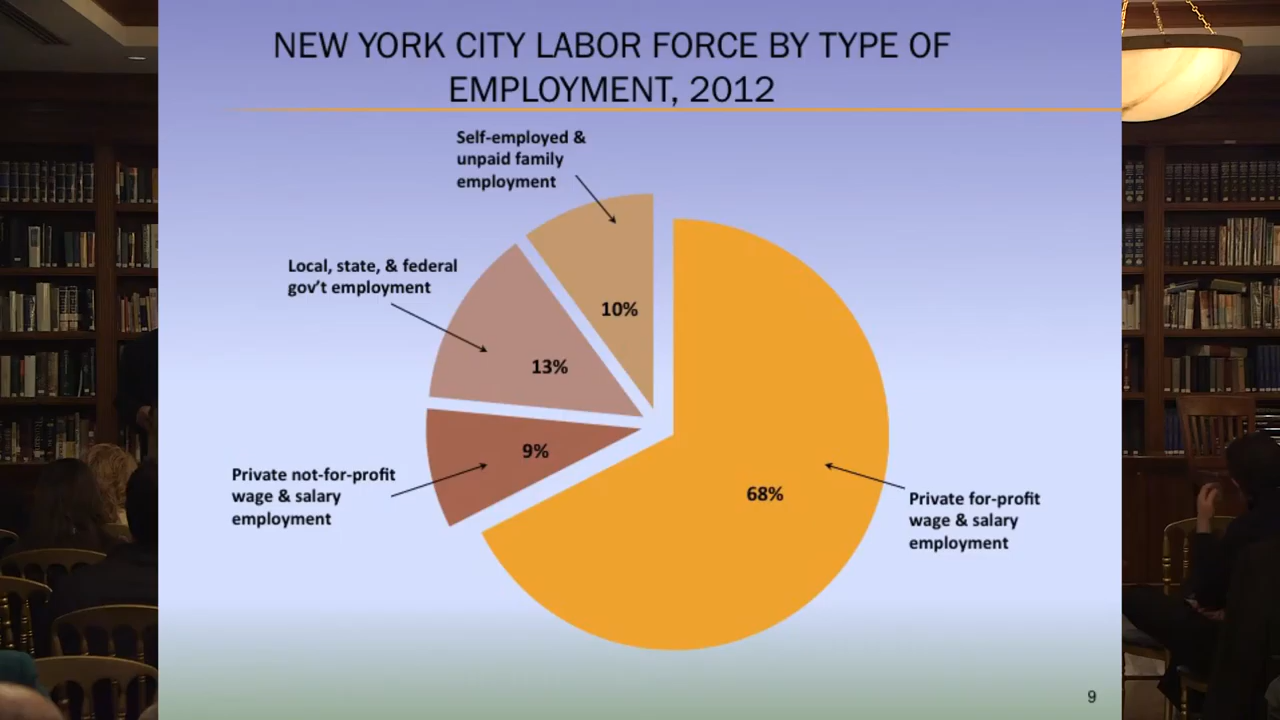 NEW YORK CITY LABOR FORCE BY TYPE OF
EMPLOYMENT, 2012
Self-employed &
unpaid family
employment
Local, state, & federal
gov't employment
10%
13%
9%
Private not-for-profit
wage & salary
employment
68%
Private for-profit
wage & salary
employment
9